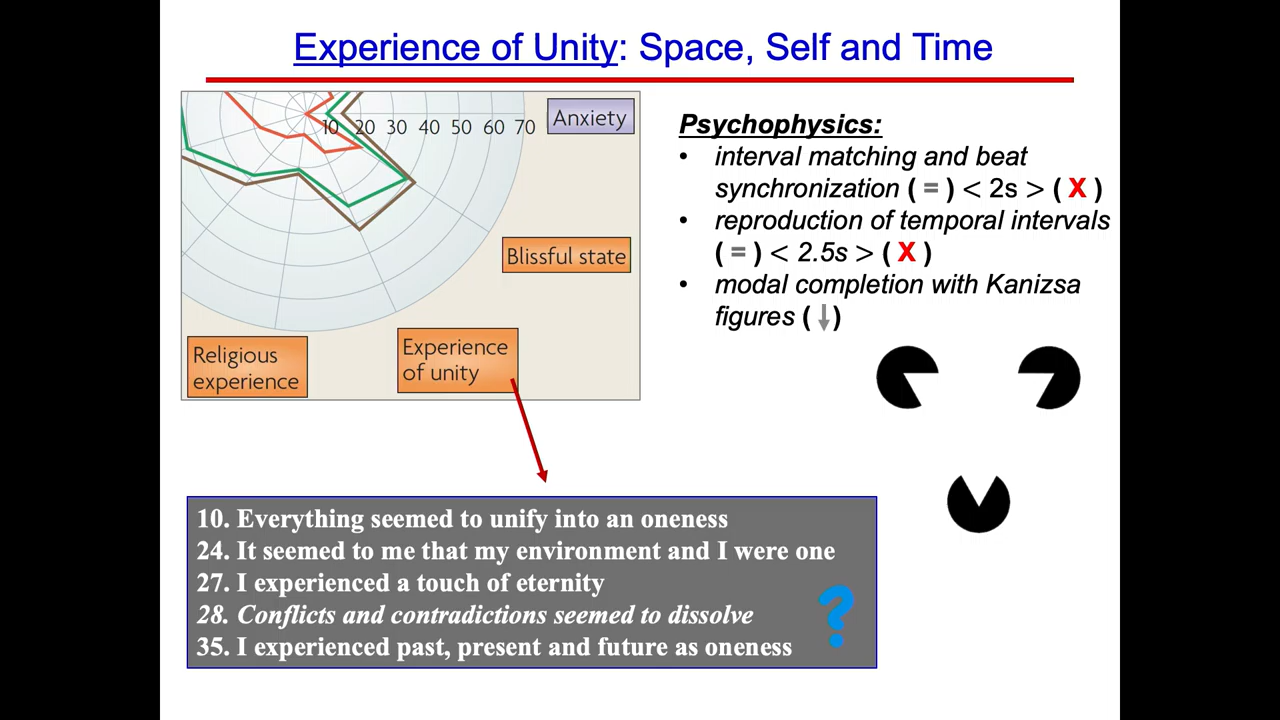 Experience of Unity: Space, Self and Time
10 20 30 40 50 60 70
Anxiety
Blissful state
Experience
of unity
Religious
experience
Psychophysics:
• interval matching and beat
synchronization ( = ) < 2s > ( X )
• reproduction of temporal intervals
( = ) < 2.5s > ( X )
• modal completion with Kanizsa
figures ( ↓ )
10. Everything seemed to unify into an oneness
24. It seemed to me that my environment and I were one
27. I experienced a touch of eternity
28. Conflicts and contradictions seemed to dissolve
35. I experienced past, present and future as oneness
?